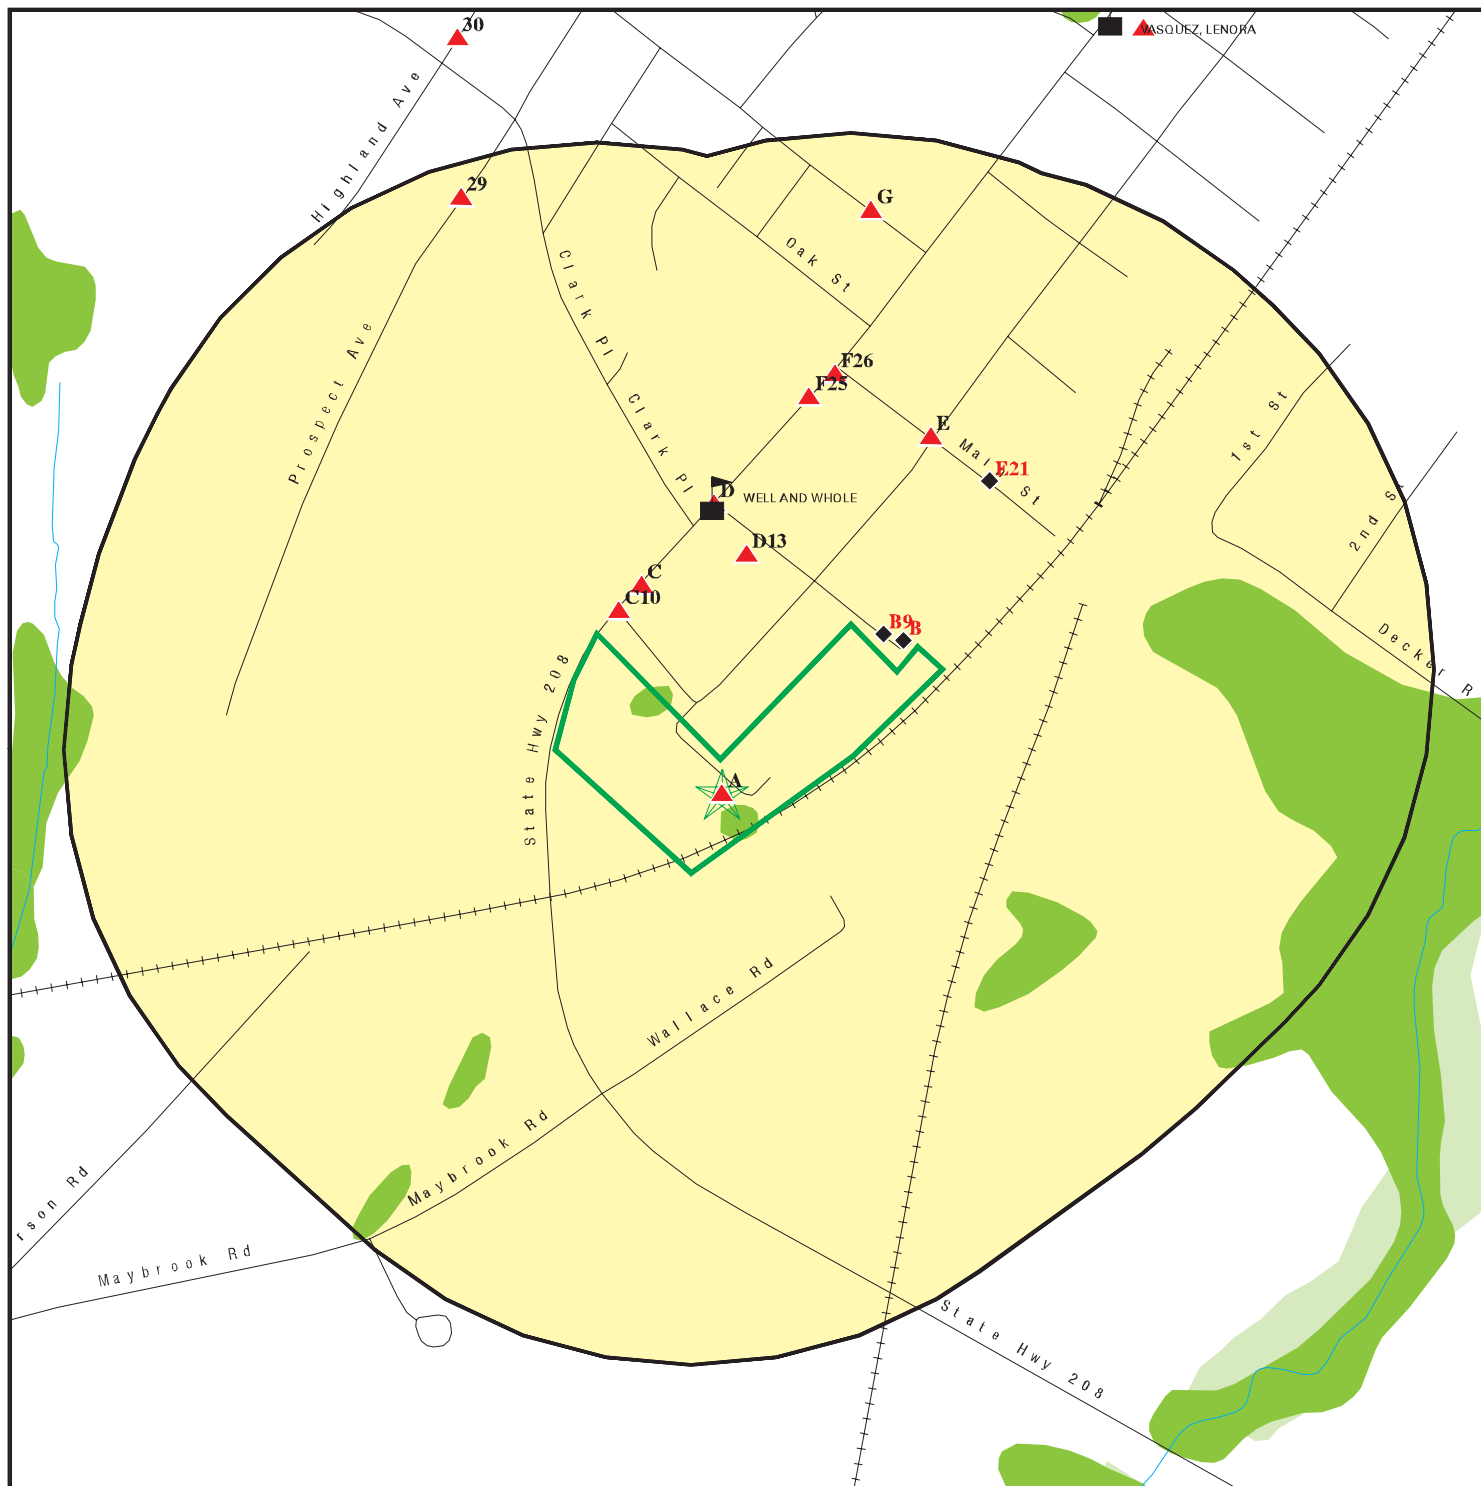 30
VASQUEZ, LENORA
Highland Ave
29
G
Oak St
Clark Pl
Prospect Ave
F26
F25
Clark Pl
1st St
E
Main St
E21
D
WELL AND WHOLE
2nd St
D13
C
C10
B9
B
Decker R
State Hwy 208
A
Wallace Rd
Maybrook Rd
rson Rd
Maybrook Rd
State Hwy 208